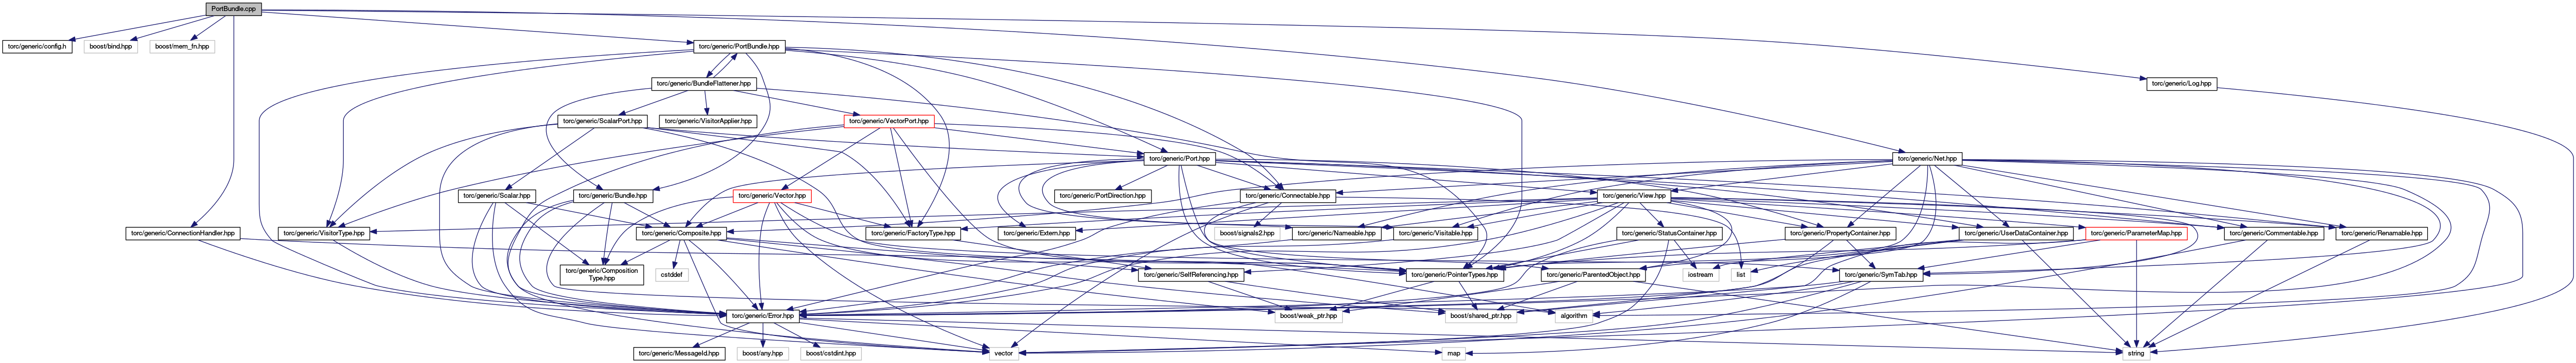 PortBundle.cpp
torc/generic/config.h
boost/bind.hpp
boost/mem_fn.hpp
torc/generic/PortBundle.hpp
torc/generic/BundleFlattener.hpp
torc/generic/Log.hpp
torc/generic/ScalarPort.hpp
torc/generic/VisitorApplier.hpp
torc/generic/VectorPort.hpp
torc/generic/Port.hpp
torc/generic/Net.hpp
torc/generic/Scalar.hpp
torc/generic/Bundle.hpp
torc/generic/Vector.hpp
torc/generic/PortDirection.hpp
torc/generic/Connectable.hpp
torc/generic/View.hpp
torc/generic/ConnectionHandler.hpp
torc/generic/VisitorType.hpp
torc/generic/Composite.hpp
torc/generic/FactoryType.hpp
torc/generic/Extern.hpp
boost/signals2.hpp
torc/generic/Nameable.hpp
torc/generic/Visitable.hpp
torc/generic/StatusContainer.hpp
torc/generic/PropertyContainer.hpp
torc/generic/UserDataContainer.hpp
torc/generic/ParameterMap.hpp
torc/generic/Commentable.hpp
torc/generic/Renamable.hpp
torc/generic/Composition
Type.hpp
cstddef
torc/generic/SelfReferencing.hpp
torc/generic/PointerTypes.hpp
torc/generic/ParentedObject.hpp
iostream
list
torc/generic/SymTab.hpp
torc/generic/Error.hpp
boost/weak_ptr.hpp
boost/shared_ptr.hpp
algorithm
torc/generic/MessageId.hpp
boost/any.hpp
boost/cstdint.hpp
vector
map
string